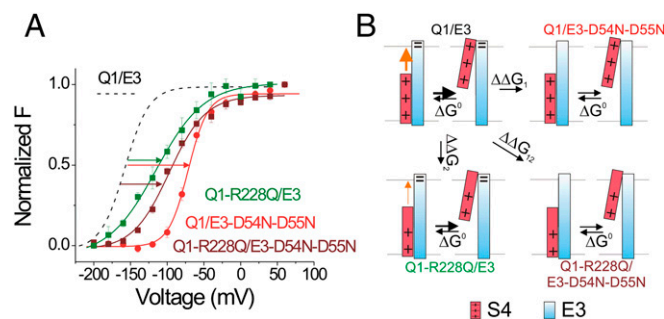 A
Normalized F
1.0
0.5
0.0
Q1/E3
Q1-R228Q/E3
Q1/E3-D54N-D55N
Q1-R228Q/E3-D54N-D55N
-200 -150 -100 -50 0 50 100
Voltage (mV)
B
Q1/E3
Q1/E3-D54N-D55N
=
=
+
+
+
+
+
+
+
+
+
+
+
+
ΔG⁰
ΔΔG₁
ΔG⁰
ΔΔG₂
ΔΔG₁₂
=
=
+
+
+
+
+
+
+
+
ΔG⁰
ΔG⁰
Q1-R228Q/E3
Q1-R228Q/
E3-D54N-D55N
+
+
+
S4
E3